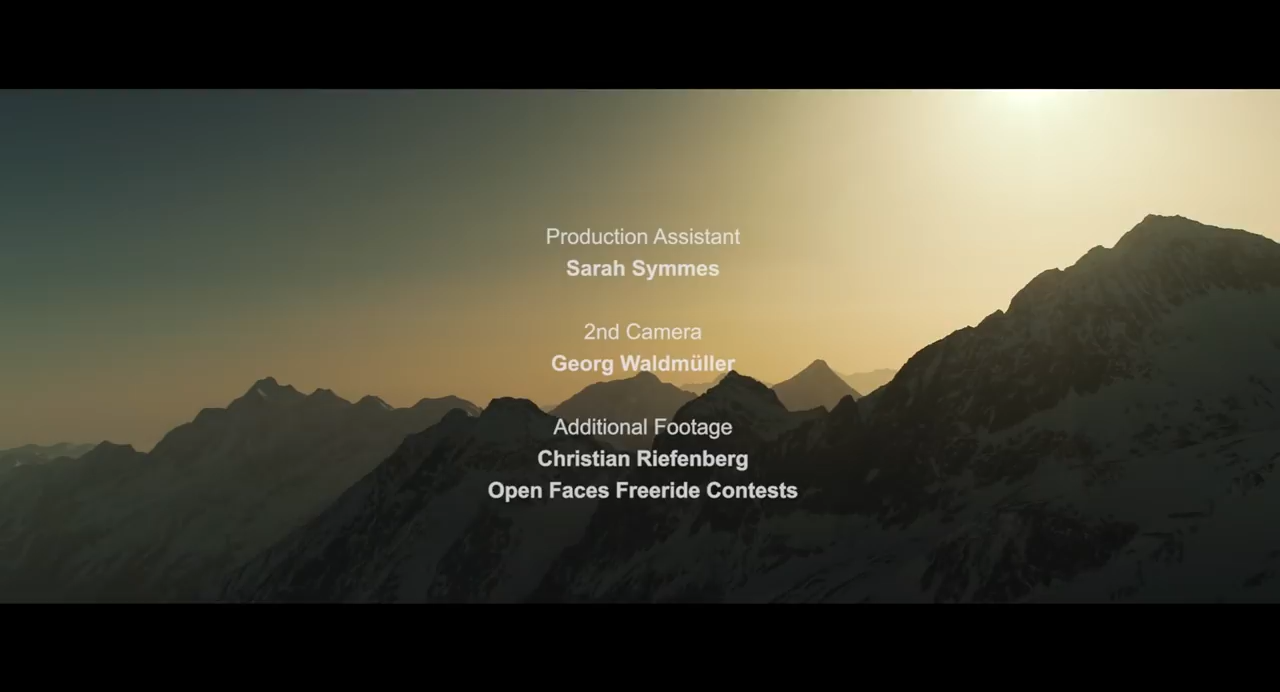 Production Assistant
Sarah Symmes
2nd Camera
Georg Waldmüller
Additional Footage
Christian Riefenberg
Open Faces Freeride Contests